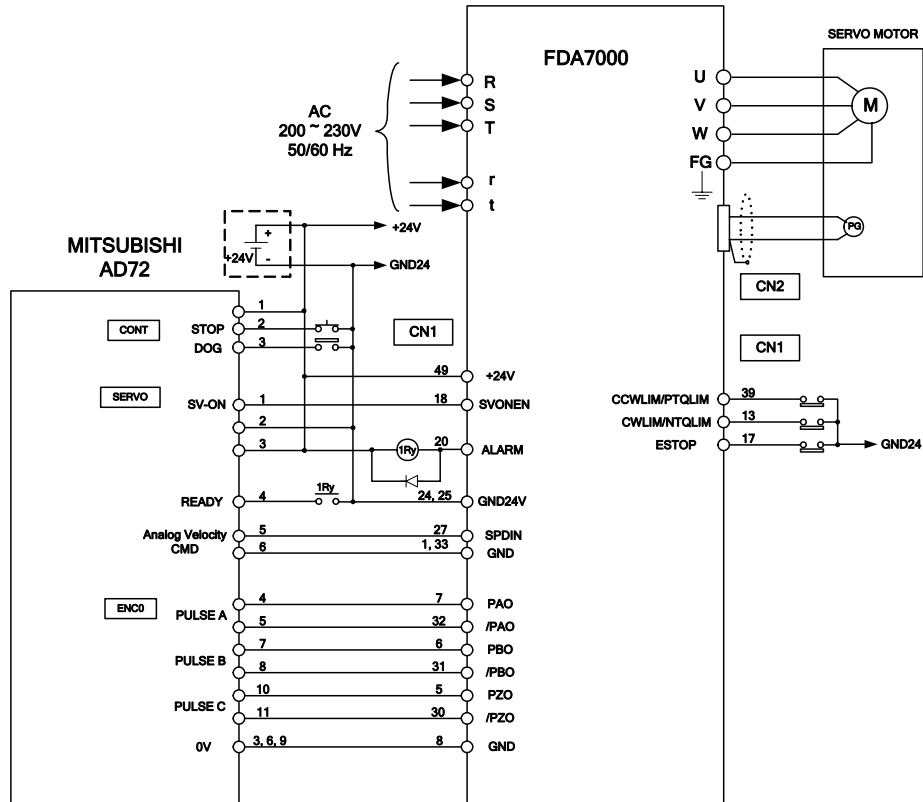 SERVO MOTOR
FDA7000
AC
200 ~ 230V
50/60 Hz
R
S
T
r
t
U
V
W
FG
M
PG
+24V
GND24
+
+24V
-
MITSUBISHI
AD72
CN2
CN1
CN1
CONT
1
STOP 2
DOG 3
49 +24V
SERVO
SV-ON 1 18 SVONEN
2
3 1Ry 20 ALARM
READY 4 1Ry 24, 25 GND24V
Analog Velocity
CMD
5 27 SPDIN
6 1, 33 GND
ENC0
PULSE A
4 7 PAO
5 32 /PAO
PULSE B
7 6 PBO
8 31 /PBO
PULSE C
10 5 PZO
11 30 /PZO
0V 3, 6, 9 8 GND
CCWLIM/PTQLIM 39
CWLIM/NTQLIM 13
ESTOP 17
GND24